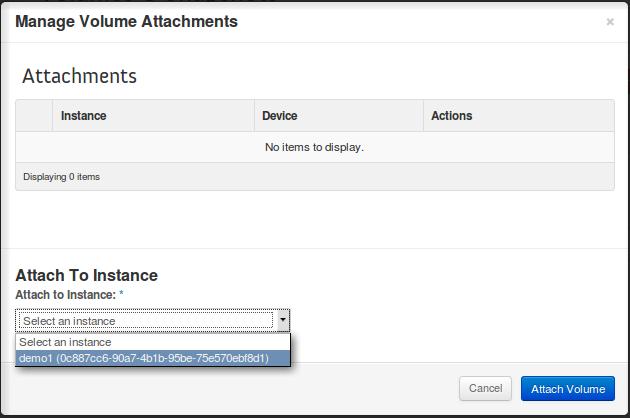 Manage Volume Attachments ×
Attachments
Instance Device Actions
No items to display.
Displaying 0 items
Attach To Instance
Attach to Instance: *
Select an instance
Select an instance
demo1 (0c887cc6-90a7-4b1b-95be-75e570ebf8d1)
Cancel Attach Volume